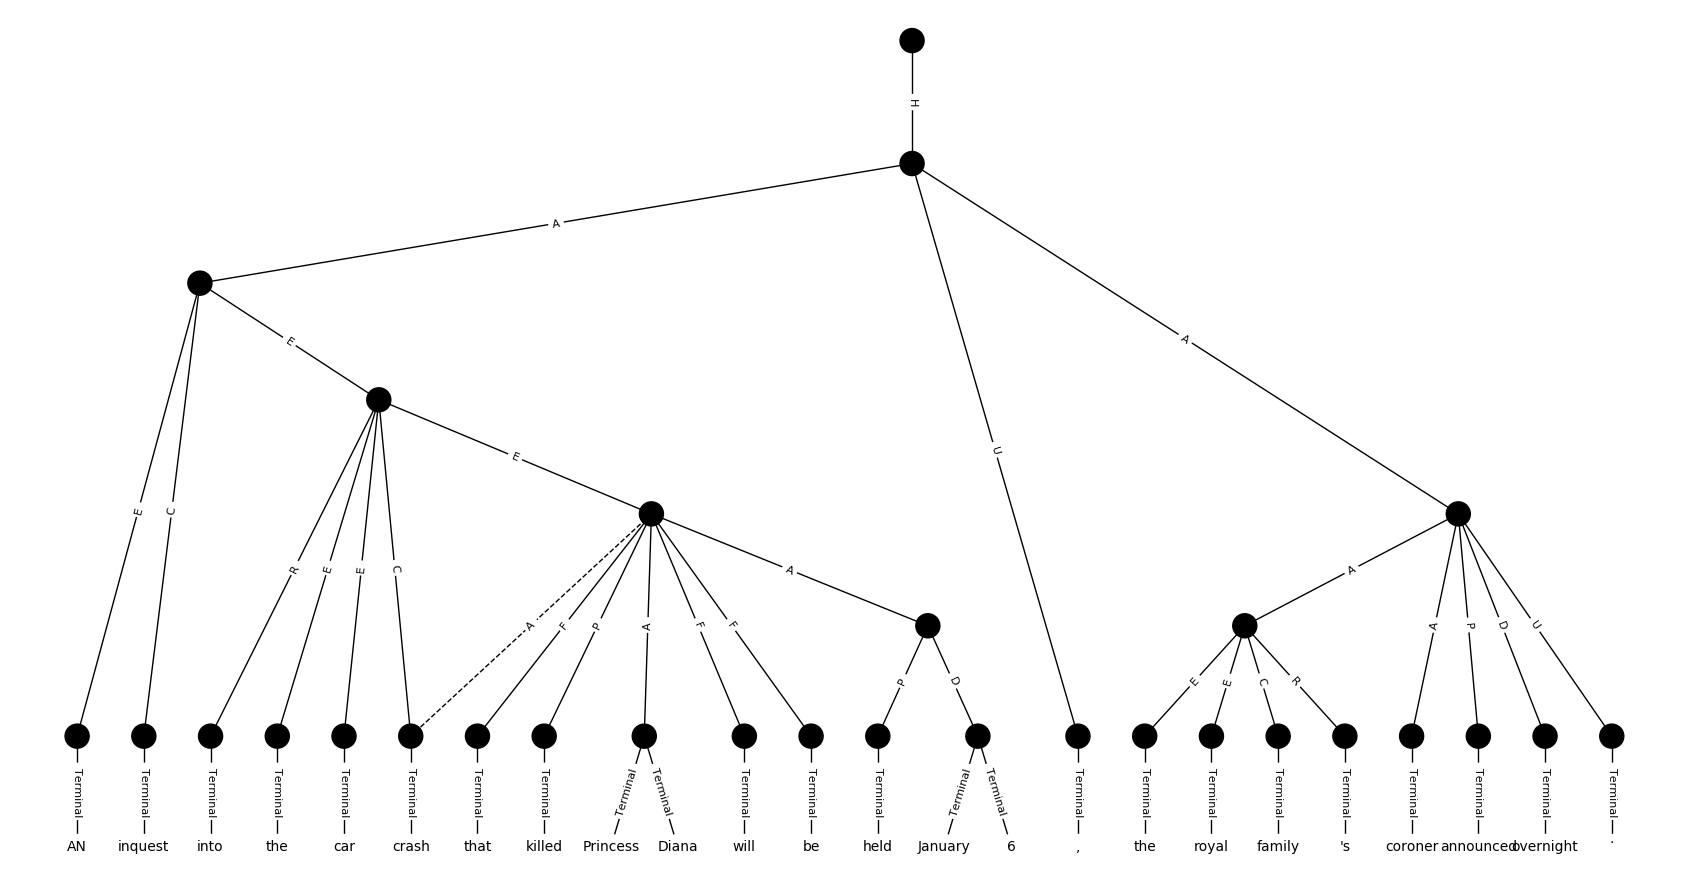 H
A
E
A
U
E
E
C
R
E
E
C
A
F
P
A
F
F
A
A
A
P
D
U
P
D
E
E
C
R
Terminal Terminal Terminal Terminal Terminal Terminal Terminal Terminal Terminal Terminal Terminal Terminal Terminal Terminal Terminal Terminal Terminal Terminal Terminal Terminal Terminal Terminal Terminal Terminal
AN inquest into the car crash that killed Princess Diana will be held January 6 , the royal family 's coroner announced overnight .